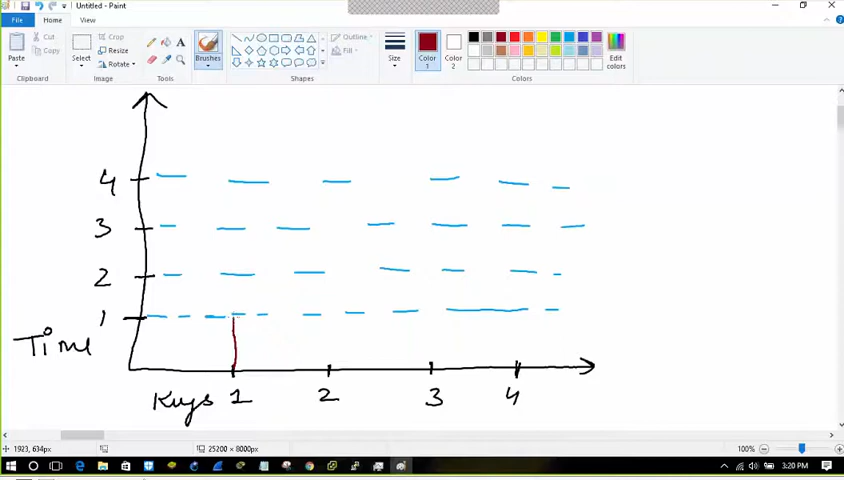 Untitled - Paint
File Home View
Paste Cut Copy
Select Crop Resize Rotate
A
Brushes
Outline Fill
Size
Color 1
Color 2
Edit colors
Clipboard Image Tools Shapes Colors
4
3
2
1
Time
Keys 1 2 3 4
1923, 634px 25200 × 8000px 100%
3:20 PM